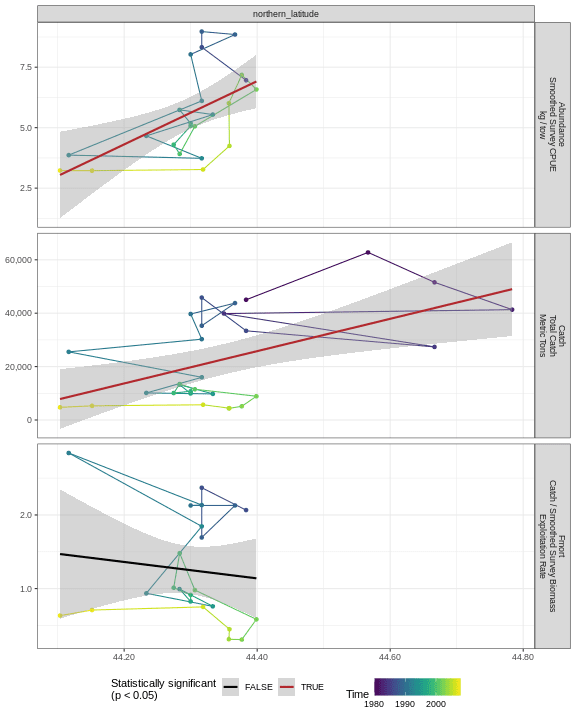 northern_latitude
7.5
5.0
2.5
Abundance
Smoothed Survey CPUE
kg / tow
60,000
40,000
20,000
0
Catch
Total Catch
Metric Tons
2.0
1.0
Fmort
Catch / Smoothed Survey Biomass
Exploitation Rate
44.20
44.40
44.60
44.80
Statistically significant
(p < 0.05)
FALSE
TRUE
Time
1980
1990
2000